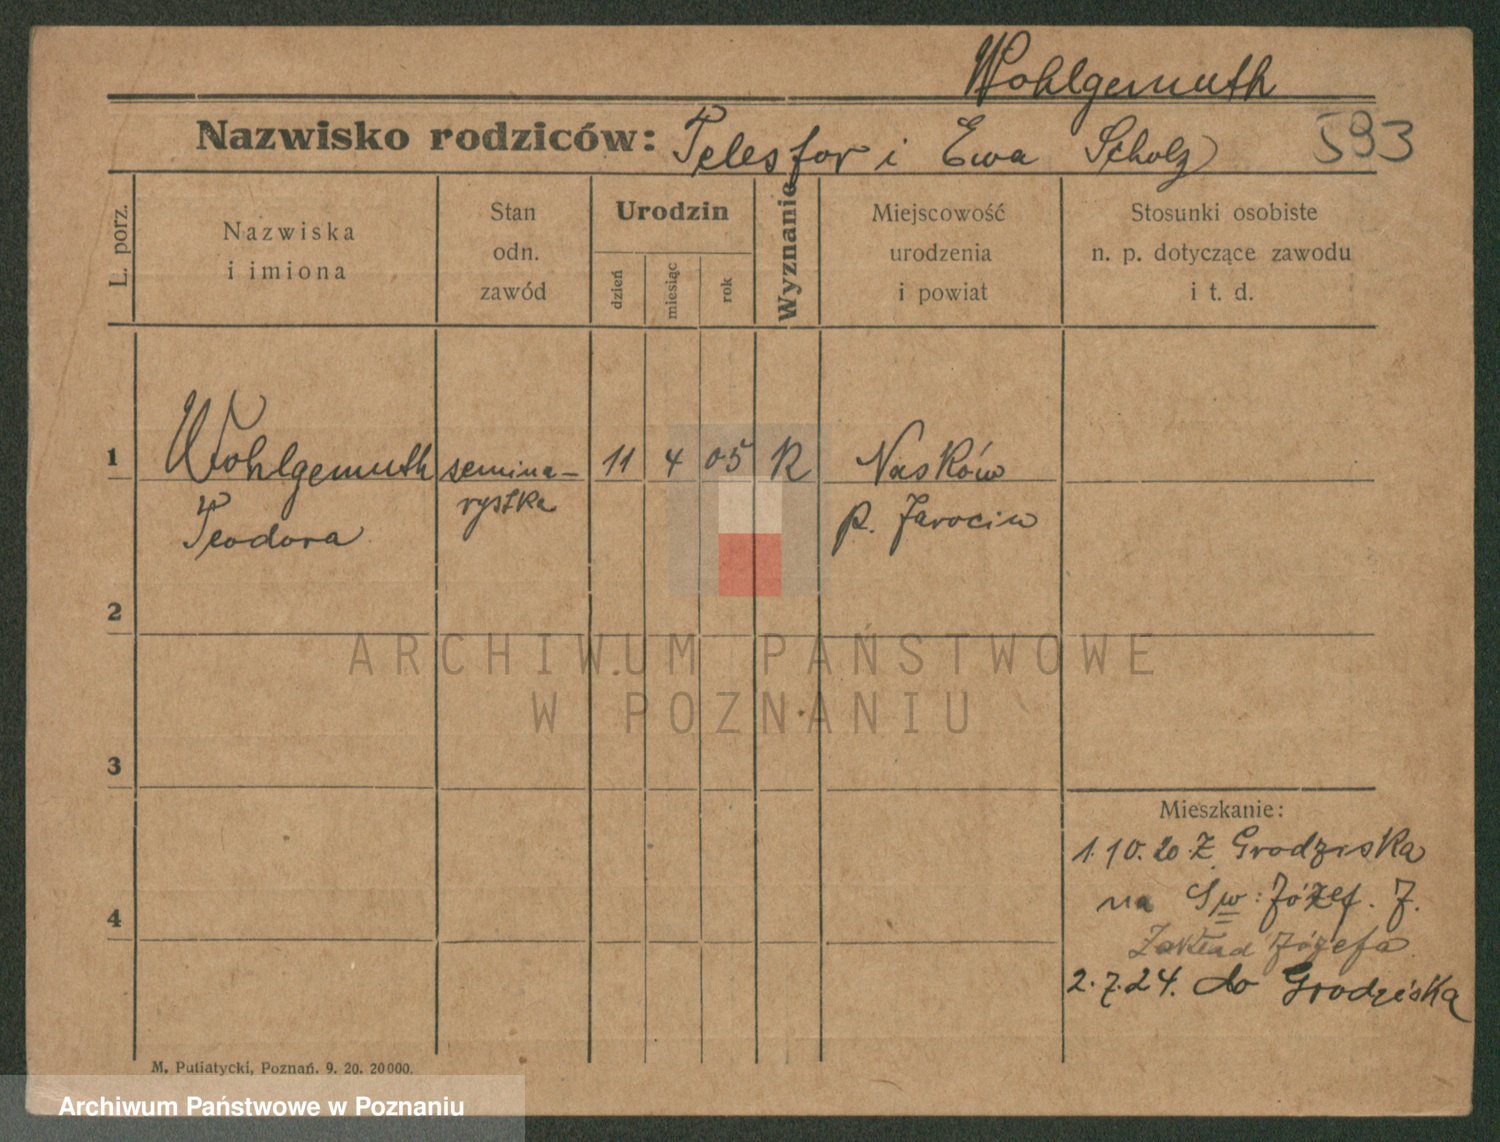 Wohlgemuth
Nazwisko rodziców: Telesfor i Ewa Scholz 593
L. porz.
Nazwiska
i imiona
Stan
odn.
zawód
Urodzin
dzień
miesiąc
rok
Wyznanie
Miejscowość
urodzenia
i powiat
Stosunki osobiste
n. p. dotyczące zawodu
i t. d.
1 Wohlgemuth semina- 11 4 05 R Nasków
Teodora rystka p. Jarocin
2
ARCHIWUM PAŃSTWOWE
W POZNANIU
3
Mieszkanie:
1.10.20. Z Grodziska
na Św: Józef. 7.
4
Zakład Józefa
2.7.24. do Grodziska
M. Putiatycki, Poznań. 9. 20. 20000.
Archiwum Państwowe w Poznaniu